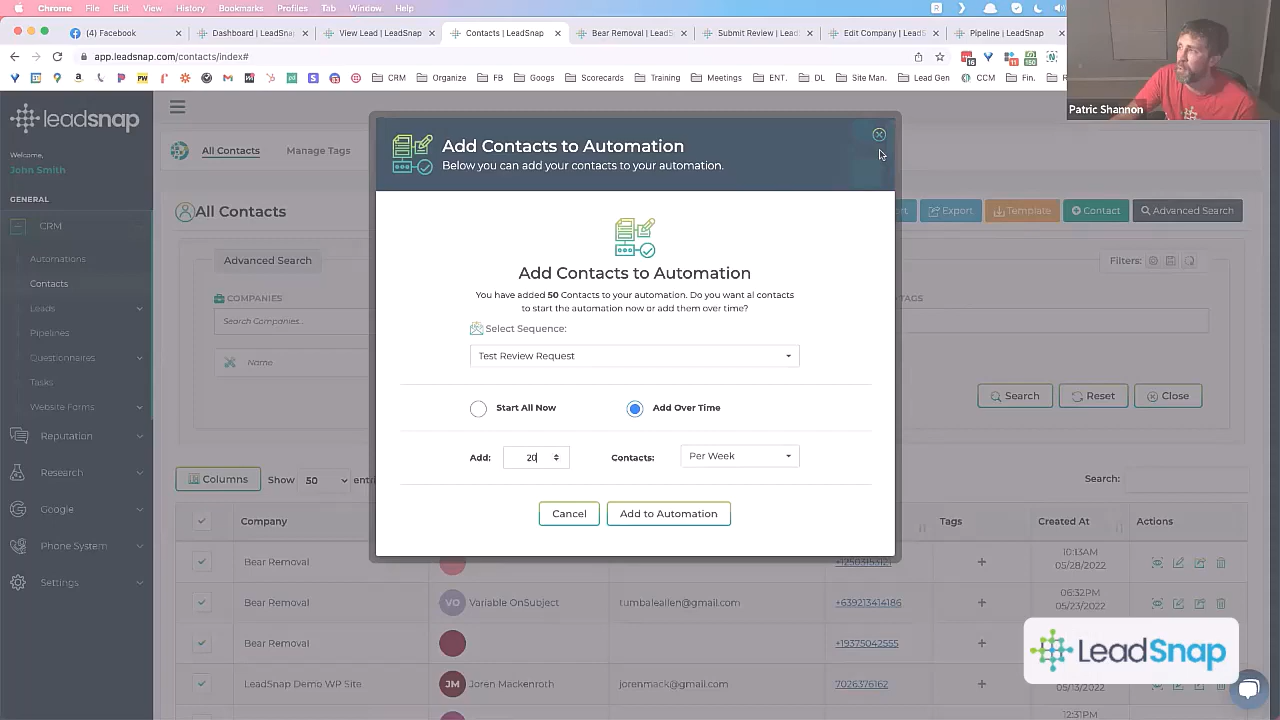 Chrome File Edit View History Bookmarks Profiles Tab Window Help
(4) Facebook
Dashboard | LeadSn
View Lead | LeadSnap
Contacts | LeadSnap
Bear Removal | LeadS
Submit Review | Lead
Edit Company | LeadS
Pipeline | LeadSnap
app.leadsnap.com/contacts/index#
CRM Organize FB Googs Scorecards Training Meetings EXT. DL Site Man. Lead Gen CCM Fin.
Patric Shannon
leadsnap
Welcome,
John Smith
GENERAL
CRM
Automations
Contacts
Leads
Pipelines
Questionnaires
Tasks
Website Forms
Reputation
Research
Google
Phone System
Settings
All Contacts Manage Tags
All Contacts
Export Template Contact Advanced Search
Advanced Search
Filters:
COMPANIES
TAGS
Search Companies...
Name
Search Reset Close
Add Contacts to Automation
Below you can add your contacts to your automation.
Add Contacts to Automation
You have added 50 Contacts to your automation. Do you want al contacts
to start the automation now or add them over time?
Select Sequence:
Test Review Request
Start All Now Add Over Time
Add: 20 Contacts: Per Week
Cancel Add to Automation
Columns Show 50
Search:
Company Tags Created At Actions
Bear Removal +12505155121 + 10:13AM
05/28/2022
Bear Removal VO Variable OnSubject tumbaleallen@gmail.com +639213414186 + 06:32PM
05/23/2022
Bear Removal +19375042555 +
LeadSnap Demo WP Site JM Joren Mackenroth jorenmack@gmail.com 7026376162 +
05/13/2022
12:31PM
LeadSnap